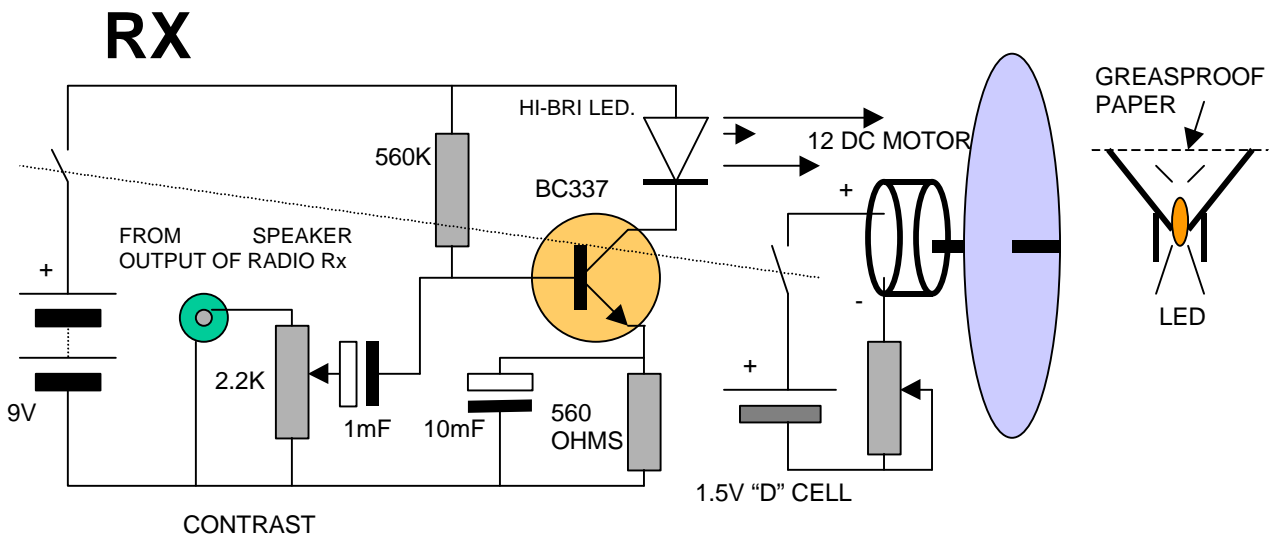 RX
GREASPROOF
PAPER
HI-BRI LED.
12 DC MOTOR
560K
BC337
+
FROM SPEAKER
OUTPUT OF RADIO Rx
+
-
LED
+
2.2K
9V
1mF
10mF
560
OHMS
1.5V “D” CELL
CONTRAST